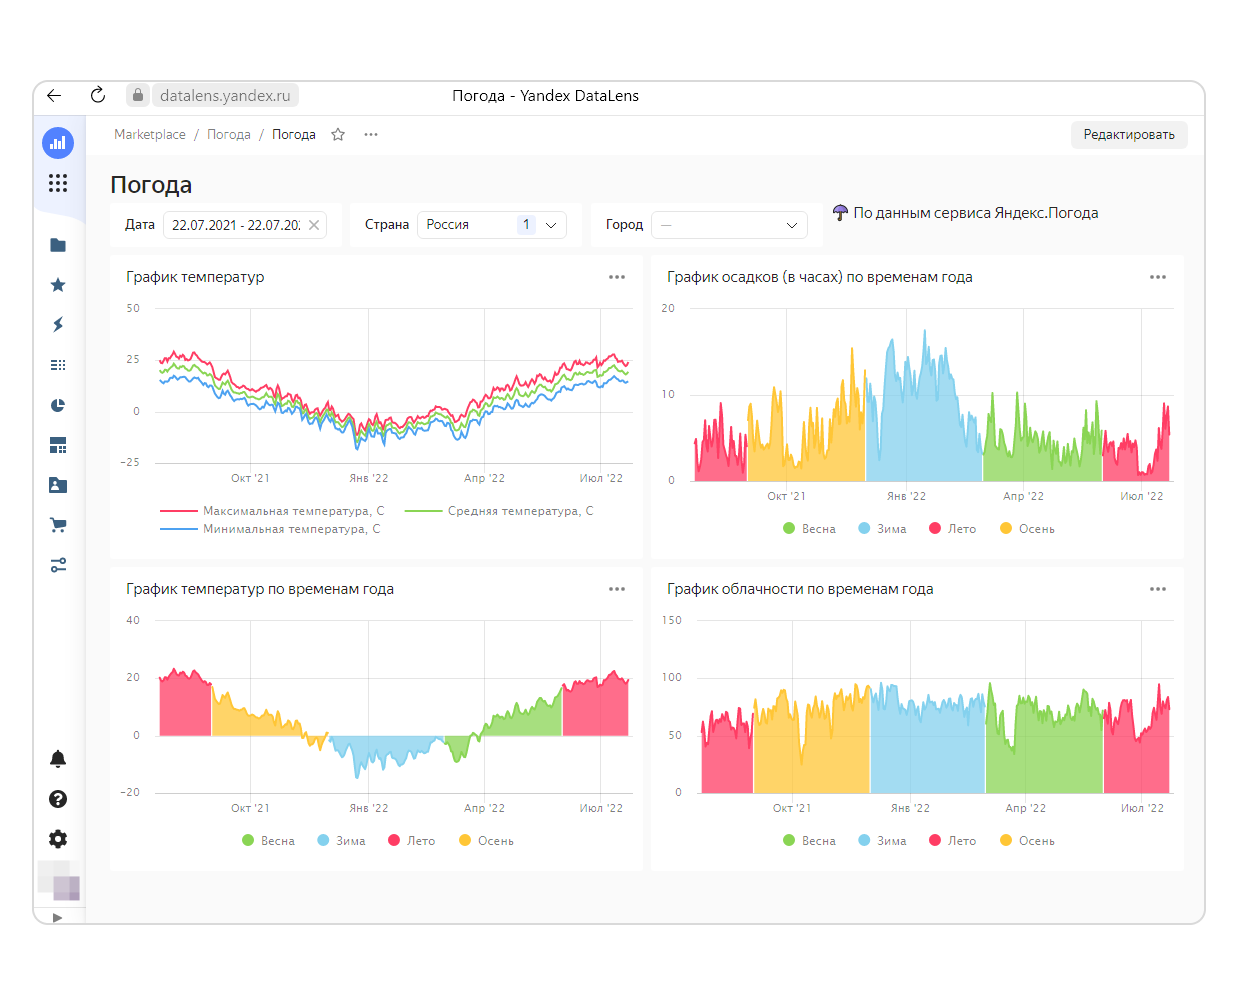 datalens.yandex.ru
Погода - Yandex DataLens
Marketplace / Погода / Погода
Редактировать
Погода
Дата 22.07.2021 - 22.07.20
Страна Россия 1
Город —
По данным сервиса Яндекс.Погода
График температур
50
25
0
−25
Окт '21 Янв '22 Апр '22 Июл '22
Максимальная температура, С Средняя температура, С
Минимальная температура, С
График осадков (в часах) по временам года
20
10
0
Окт '21 Янв '22 Апр '22 Июл '22
Весна Зима Лето Осень
График температур по временам года
40
20
0
−20
Окт '21 Янв '22 Апр '22 Июл '22
Весна Зима Лето Осень
График облачности по временам года
150
100
50
0
Окт '21 Янв '22 Апр '22 Июл '22
Весна Зима Лето Осень